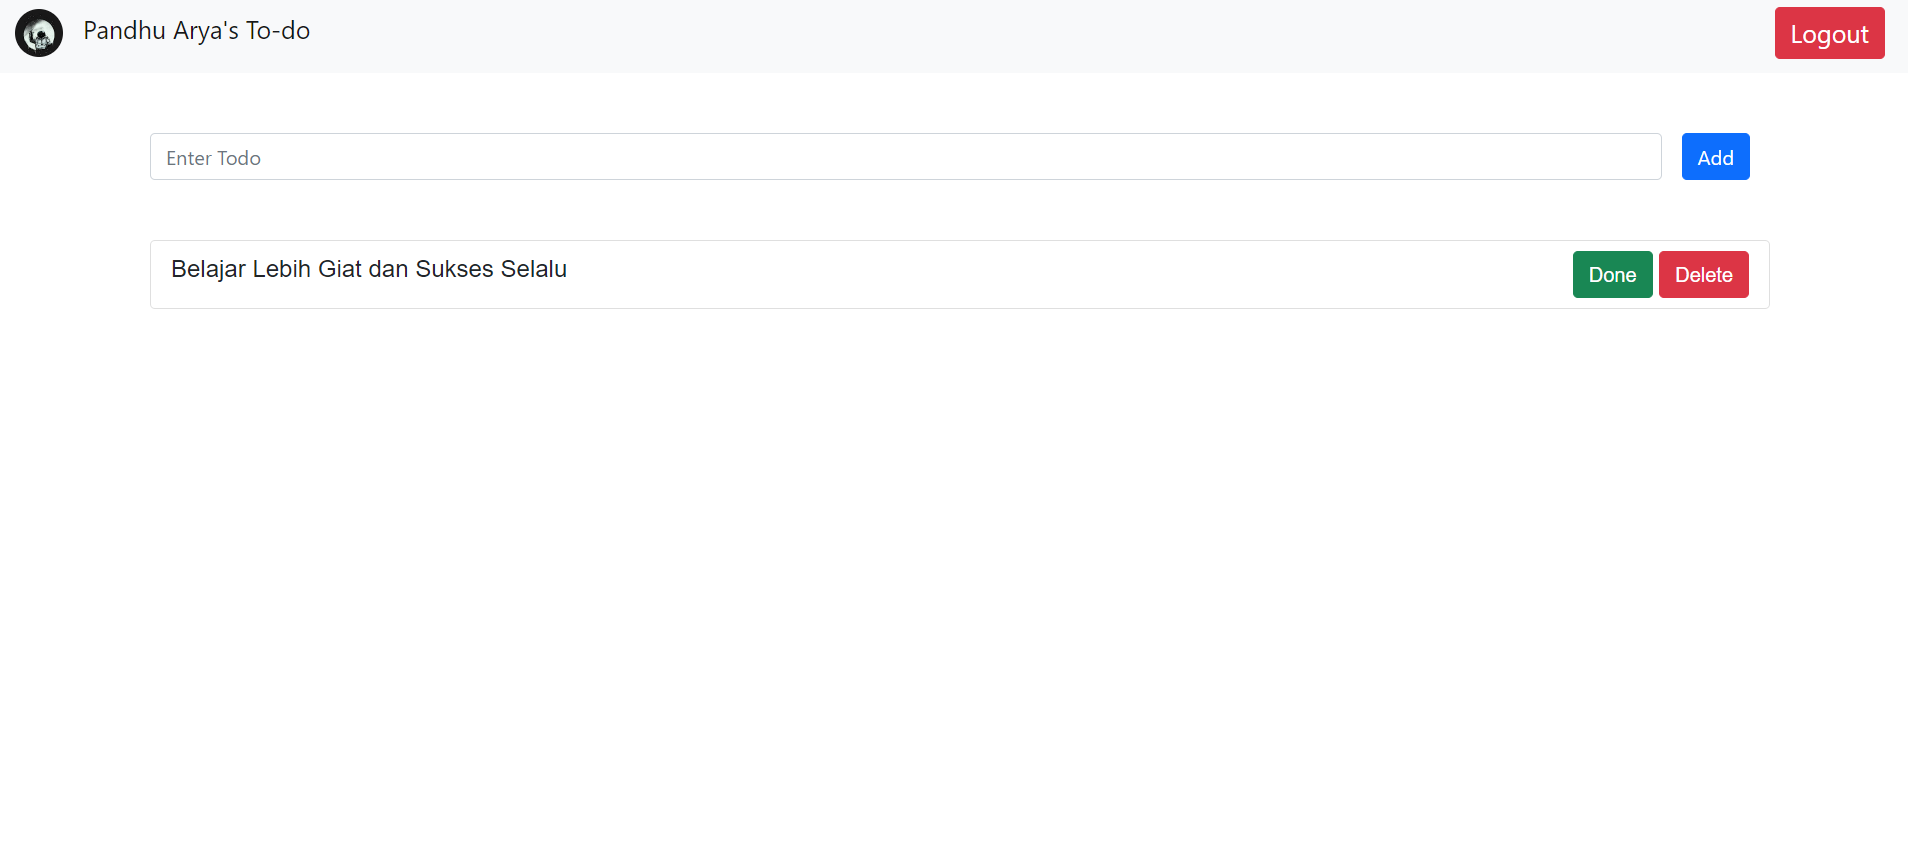 Pandhu Arya's To-do
Logout
Enter Todo
Add
Belajar Lebih Giat dan Sukses Selalu
Done
Delete